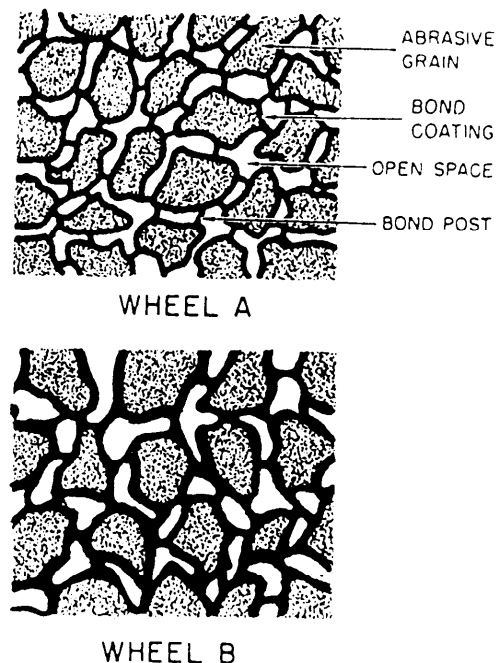 ABRASIVE
GRAIN
BOND
COATING
OPEN SPACE
BOND POST
WHEEL A
WHEEL B